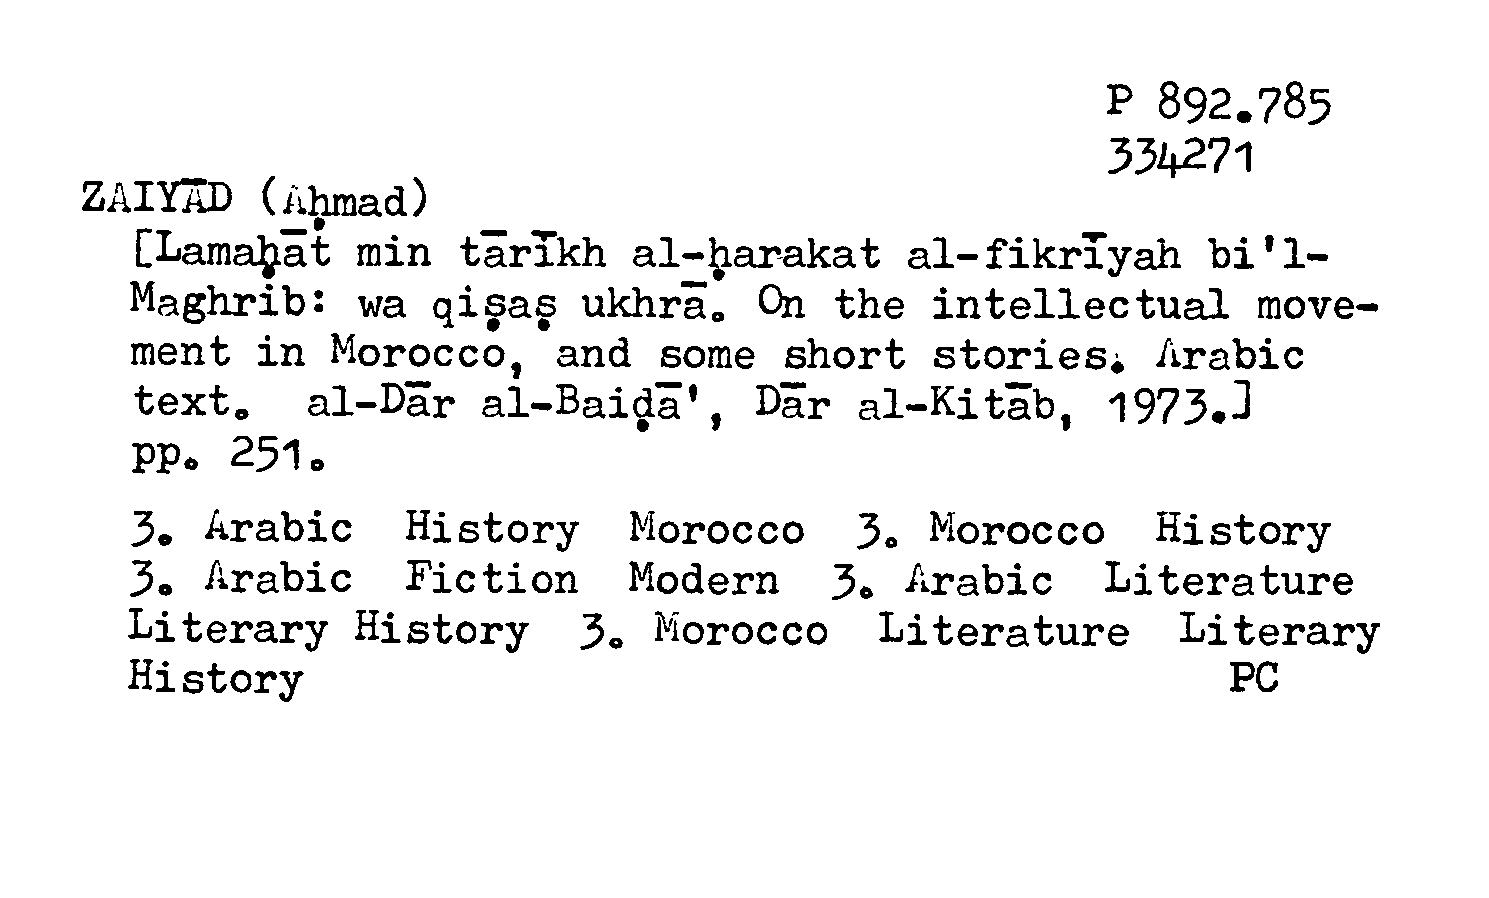 P 892.785
334271
ZAIYĀD (Aḥmad)
[Lamaḥāt min tārīkh al-ḥarakat al-fikrīyah bi'l-
Maghrib: wa qiṣaṣ ukhrā. On the intellectual move-
ment in Morocco, and some short stories. Arabic
text. al-Dār al-Baiḍā', Dār al-Kitāb, 1973.]
pp. 251.
3. Arabic History Morocco 3. Morocco History
3. Arabic Fiction Modern 3. Arabic Literature
Literary History 3. Morocco Literature Literary
History PC